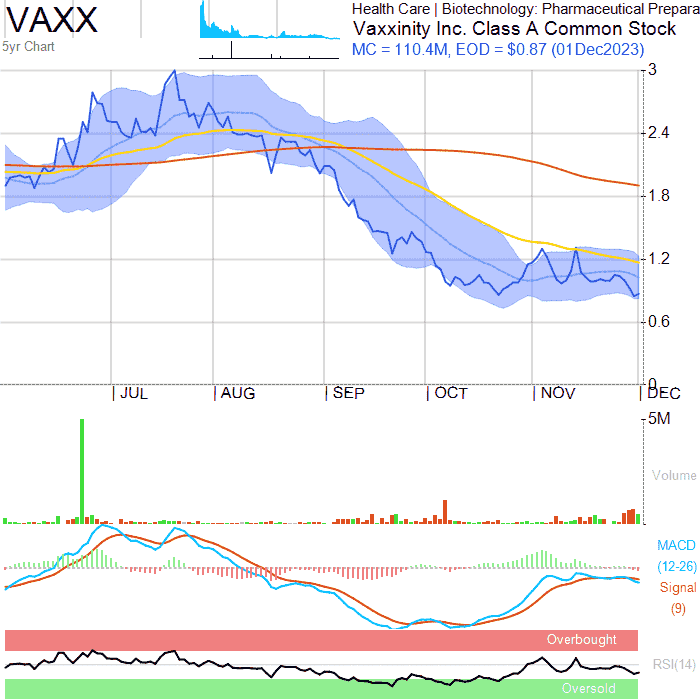 VAXX
5yr Chart
Health Care | Biotechnology: Pharmaceutical Prepara
Vaxxinity Inc. Class A Common Stock
MC = 110.4M, EOD = $0.87 (01Dec2023)
3
2.4
1.8
1.2
0.6
0
JUL
AUG
SEP
OCT
NOV
DEC
5M
Volume
MACD
(12-26)
Signal
(9)
Overbought
RSI(14)
Oversold